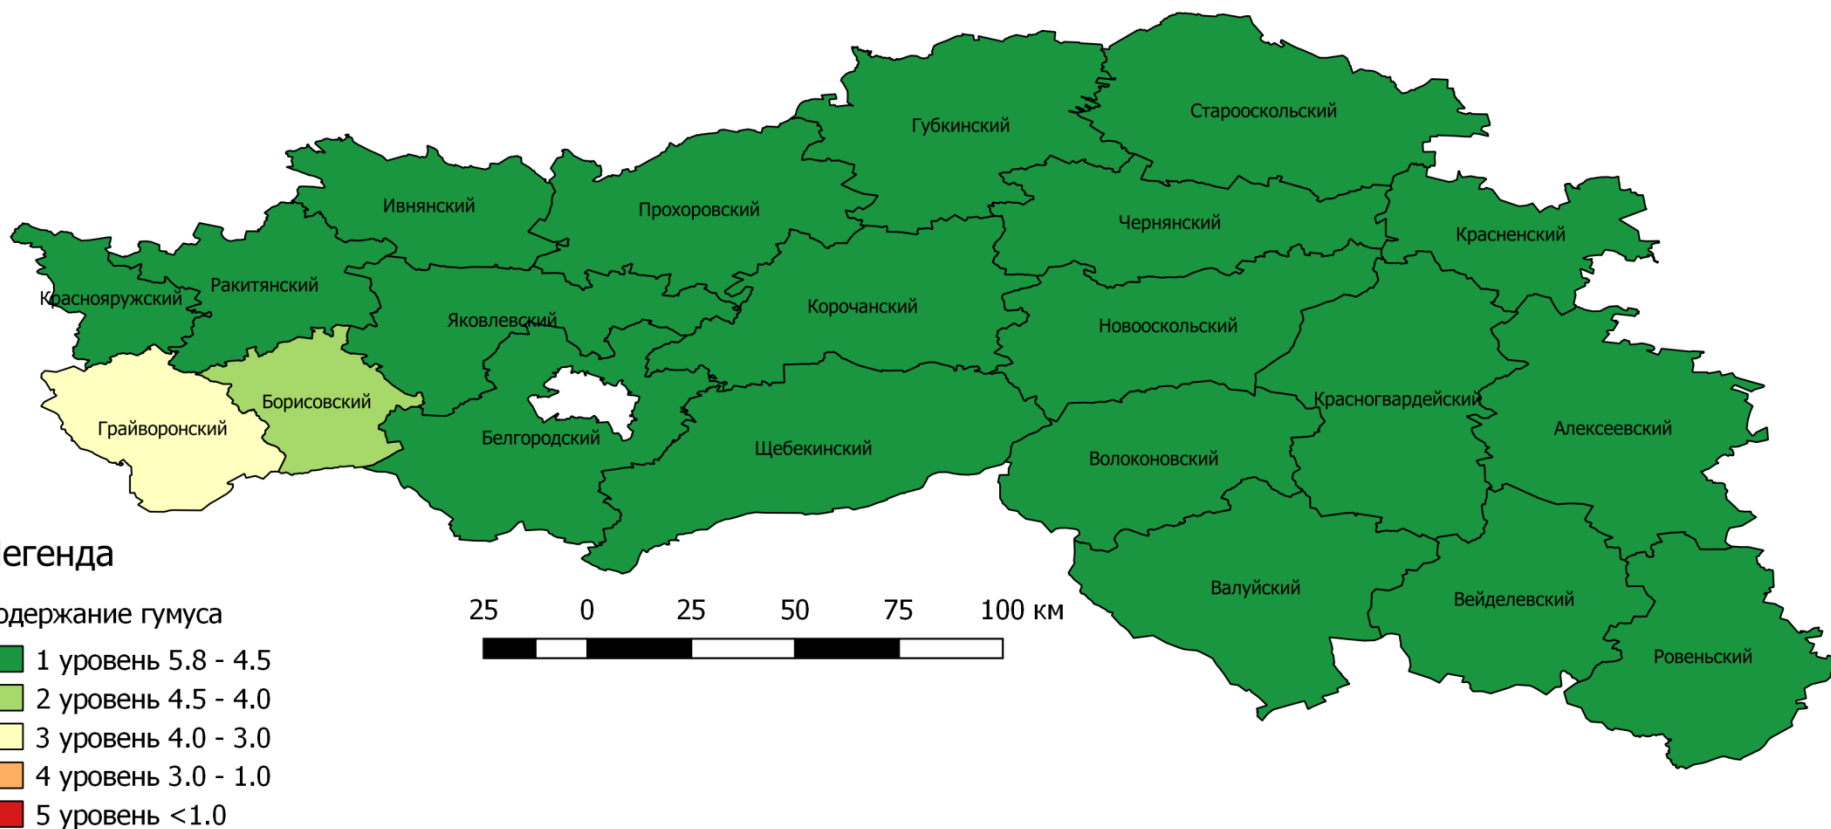 Старооскольский
Губкинский
Ивнянский
Прохоровский
Чернянский
Красненский
Ракитянский
Краснояружский
Корочанский
Яковлевский
Новооскольский
Борисовский
Красногвардейский
Грайворонский
Белгородский
Щебекинский
Волоконовский
Алексеевский
Валуйский
Вейделевский
Ровеньский
легенда
одержание гумуса
1 уровень 5.8 - 4.5
2 уровень 4.5 - 4.0
3 уровень 4.0 - 3.0
4 уровень 3.0 - 1.0
5 уровень <1.0
25 0 25 50 75 100 км